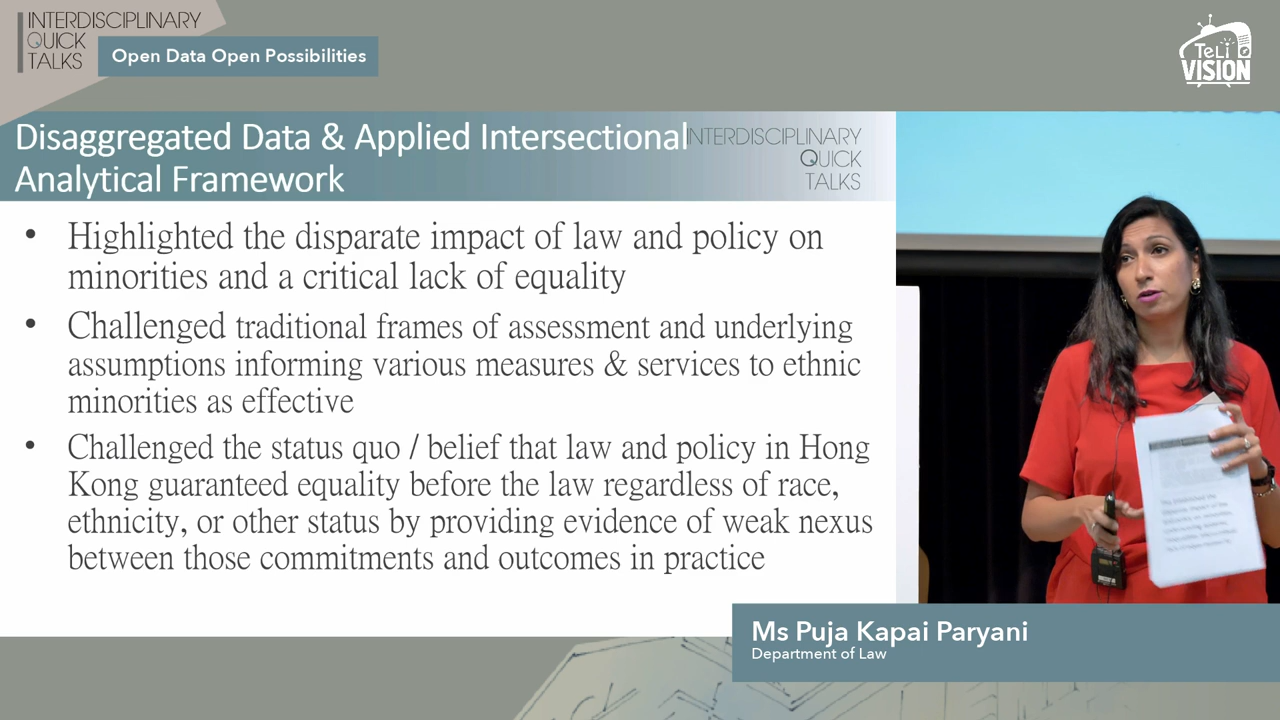 INTERDISCIPLINARY
QUICK
TALKS
Open Data Open Possibilities
TeLi
VISION
Disaggregated Data & Applied Intersectional
Analytical Framework
INTERDISCIPLINARY
QUICK
TALKS
• Highlighted the disparate impact of law and policy on
minorities and a critical lack of equality
• Challenged traditional frames of assessment and underlying
assumptions informing various measures & services to ethnic
minorities as effective
• Challenged the status quo / belief that law and policy in Hong
Kong guaranteed equality before the law regardless of race,
ethnicity, or other status by providing evidence of weak nexus
between those commitments and outcomes in practice
Ms Puja Kapai Paryani
Department of Law